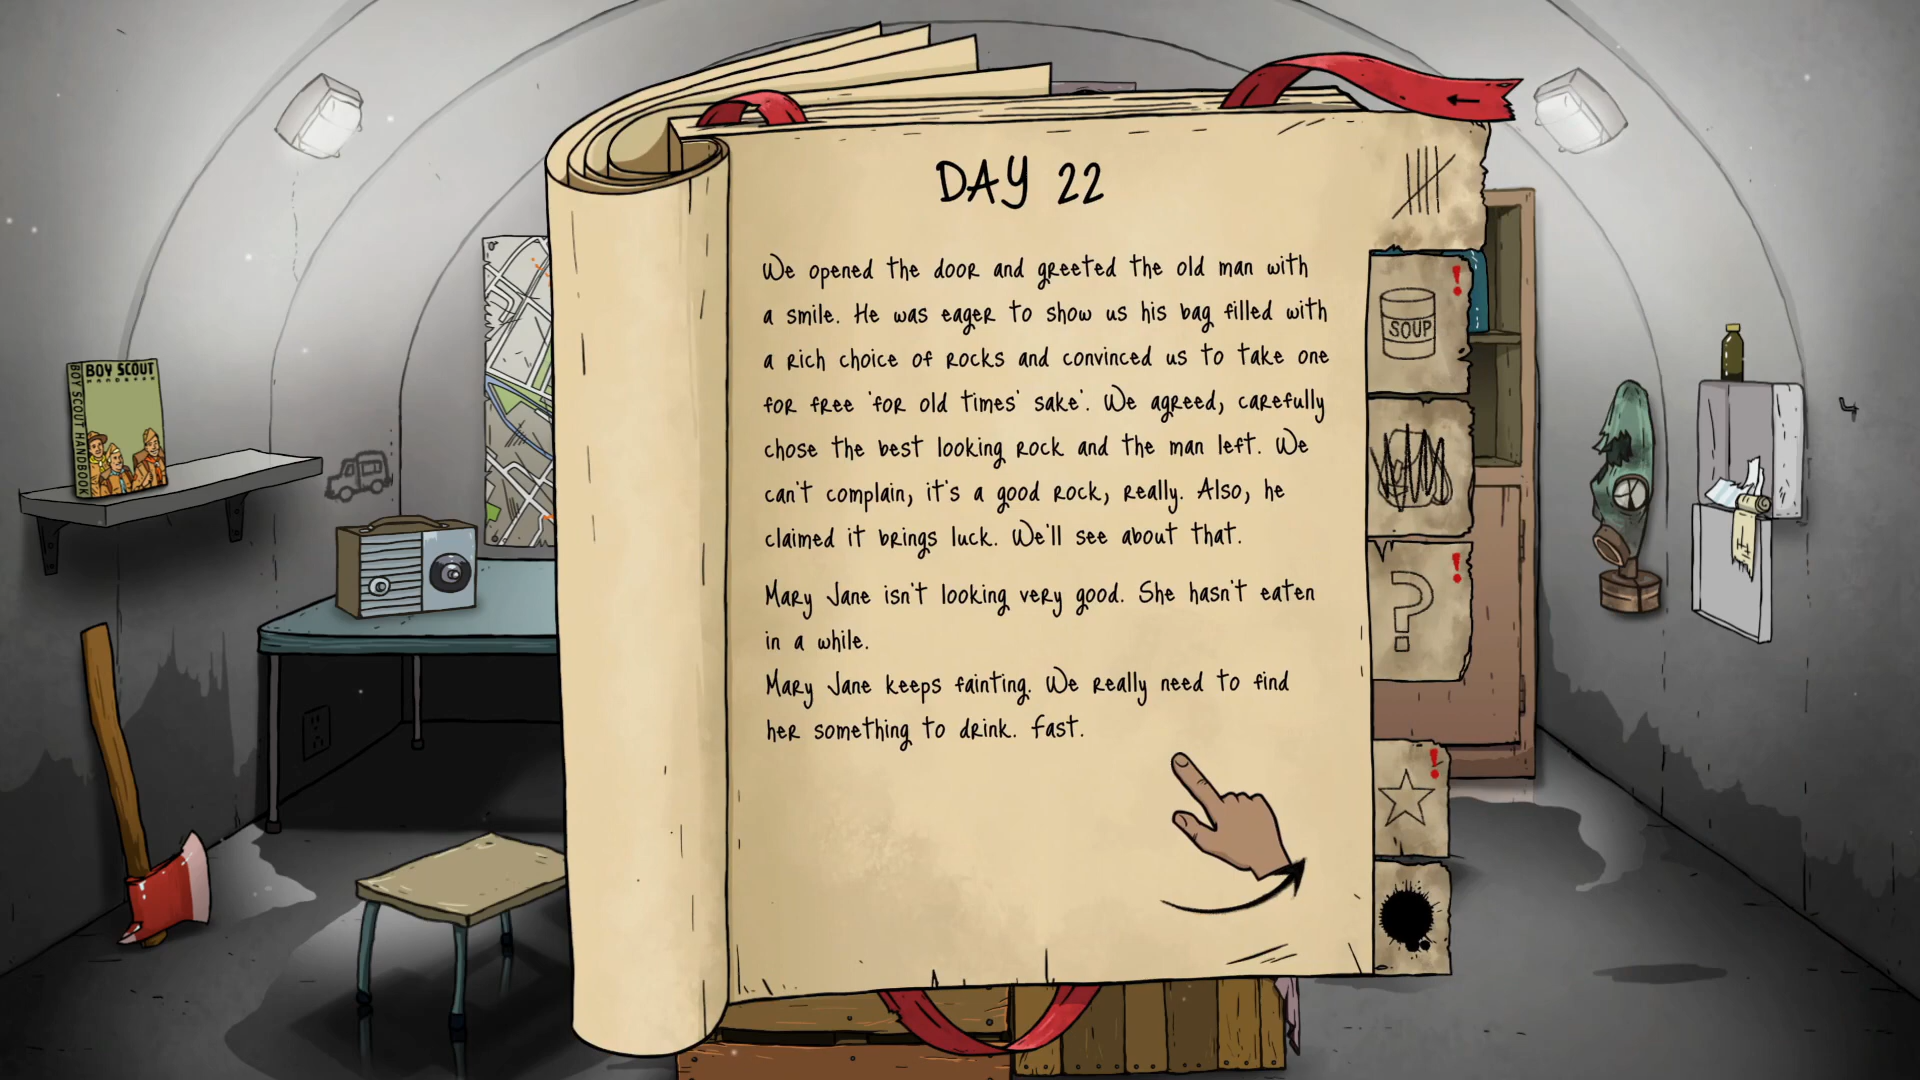 DAY 22
We opened the door and greeted the old man with
a smile. He was eager to show us his bag filled with
a rich choice of rocks and convinced us to take one
for free 'for old times' sake'. We agreed, carefully
chose the best looking rock and the man left. We
can't complain, it's a good rock, really. Also, he
claimed it brings luck. We'll see about that.
Mary Jane isn't looking very good. She hasn't eaten
in a while.
Mary Jane keeps fainting. We really need to find
her something to drink. Fast.
SOUP
!
?
!
!
BOY SCOUT
HANDBOOK
BOY SCOUT HANDBOOK